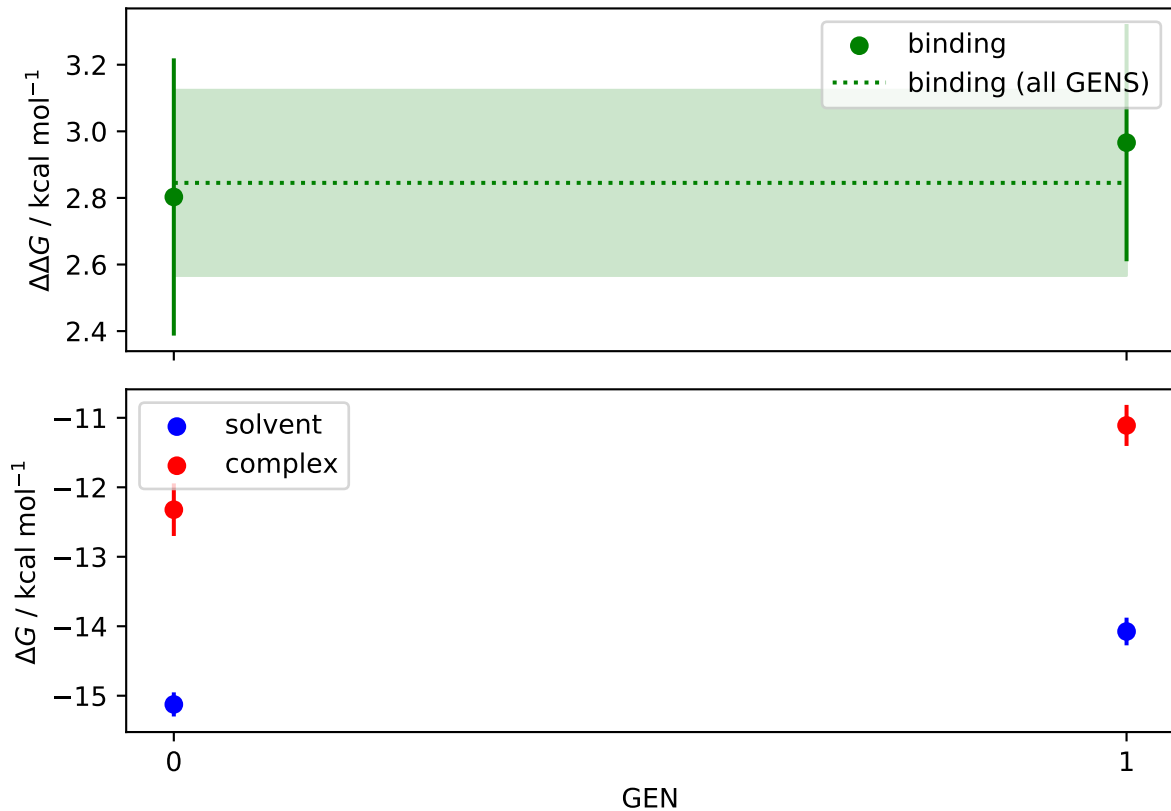 3.2
3.0
2.8
2.6
2.4
ΔΔG / kcal mol⁻¹
binding
binding (all GENS)
−11
−12
−13
−14
−15
ΔG / kcal mol⁻¹
solvent
complex
0
1
GEN